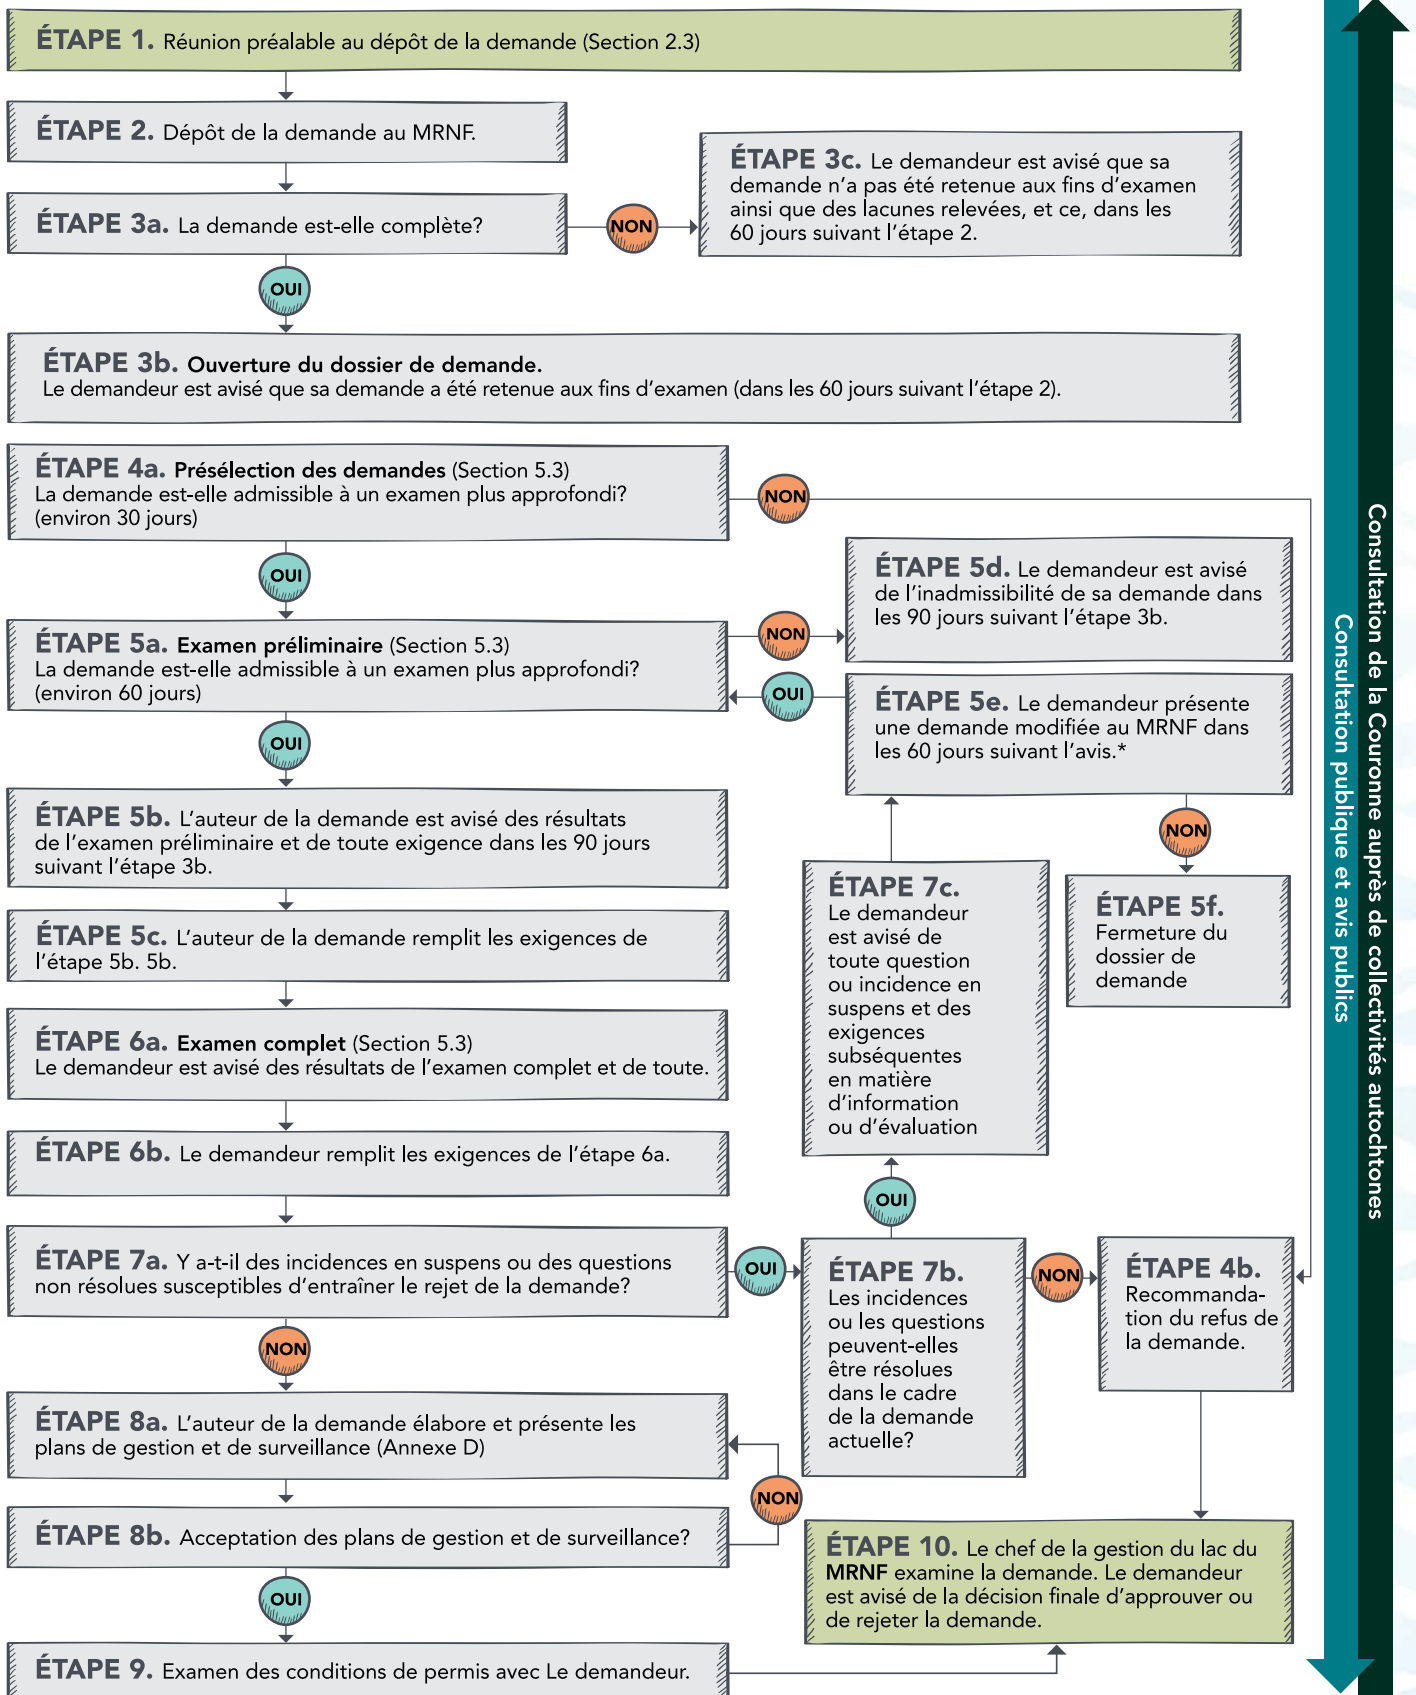 ÉTAPE 1. Réunion préalable au dépôt de la demande (Section 2.3)
ÉTAPE 2. Dépôt de la demande au MRNF.
ÉTAPE 3a. La demande est-elle complète?
NON
ÉTAPE 3c. Le demandeur est avisé que sa
demande n'a pas été retenue aux fins d'examen
ainsi que des lacunes relevées, et ce, dans les
60 jours suivant l'étape 2.
OUI
ÉTAPE 3b. Ouverture du dossier de demande.
Le demandeur est avisé que sa demande a été retenue aux fins d'examen (dans les 60 jours suivant l'étape 2).
ÉTAPE 4a. Présélection des demandes (Section 5.3)
La demande est-elle admissible à un examen plus approfondi?
(environ 30 jours)
NON
OUI
ÉTAPE 5a. Examen préliminaire (Section 5.3)
La demande est-elle admissible à un examen plus approfondi?
(environ 60 jours)
NON
ÉTAPE 5d. Le demandeur est avisé
de l'inadmissibilité de sa demande dans
les 90 jours suivant l'étape 3b.
OUI
ÉTAPE 5e. Le demandeur présente
une demande modifiée au MRNF dans
les 60 jours suivant l'avis.*
NON
ÉTAPE 5f.
Fermeture du
dossier de
demande
OUI
ÉTAPE 5b. L'auteur de la demande est avisé des résultats
de l'examen préliminaire et de toute exigence dans les 90 jours
suivant l'étape 3b.
ÉTAPE 5c. L'auteur de la demande remplit les exigences de
l'étape 5b. 5b.
ÉTAPE 6a. Examen complet (Section 5.3)
Le demandeur est avisé des résultats de l'examen complet et de toute.
ÉTAPE 6b. Le demandeur remplit les exigences de l'étape 6a.
ÉTAPE 7a. Y a-t-il des incidences en suspens ou des questions
non résolues susceptibles d'entraîner le rejet de la demande?
OUI
ÉTAPE 7b.
Les incidences
ou les questions
peuvent-elles
être résolues
dans le cadre
de la demande
actuelle?
OUI
ÉTAPE 7c.
Le demandeur
est avisé de
toute question
ou incidence en
suspens et des
exigences
subséquentes
en matière
d'information
ou d'évaluation
NON
ÉTAPE 4b.
Recommanda-
tion du refus de
la demande.
NON
ÉTAPE 8a. L'auteur de la demande élabore et présente les
plans de gestion et de surveillance (Annexe D)
NON
ÉTAPE 8b. Acceptation des plans de gestion et de surveillance?
OUI
ÉTAPE 9. Examen des conditions de permis avec Le demandeur.
ÉTAPE 10. Le chef de la gestion du lac du
MRNF examine la demande. Le demandeur
est avisé de la décision finale d'approuver ou
de rejeter la demande.
Consultation publique et avis publics
Consultation de la Couronne auprès de collectivités autochtones